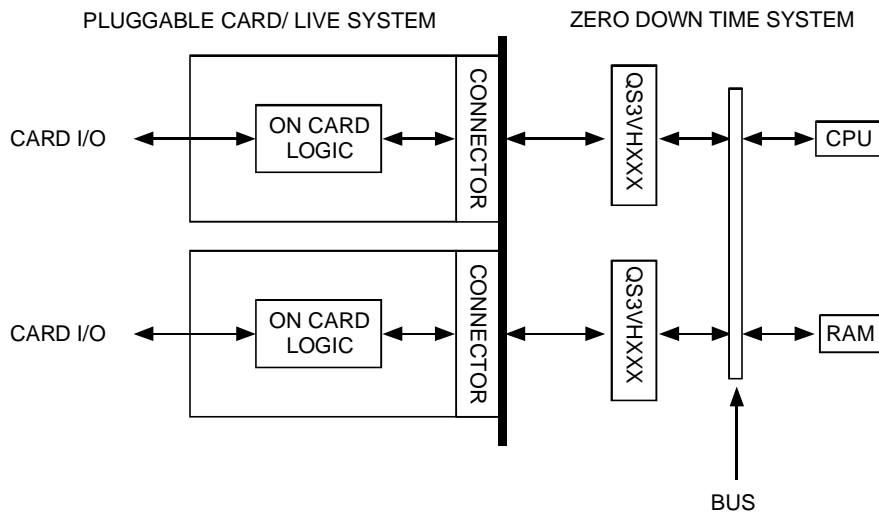 PLUGGABLE CARD/ LIVE SYSTEM
ZERO DOWN TIME SYSTEM
CARD I/O
ON CARD
LOGIC
CONNECTOR
QS3VHXXX
CPU
CARD I/O
ON CARD
LOGIC
CONNECTOR
QS3VHXXX
RAM
BUS